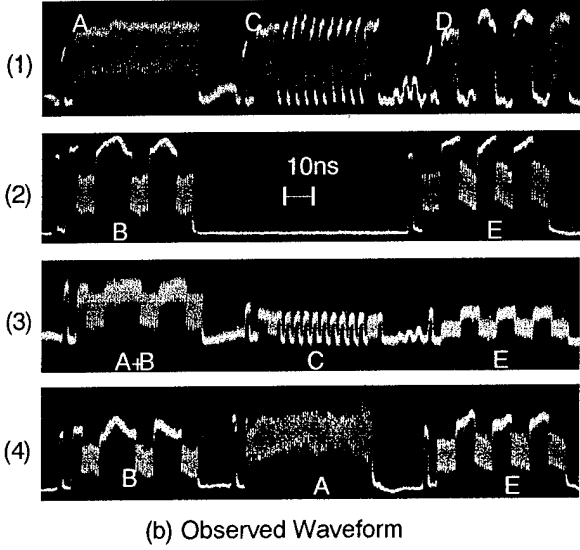 (1)
A
C
D
(2)
10ns
B
E
(3)
A+B
C
E
(4)
B
A
E
(b) Observed Waveform